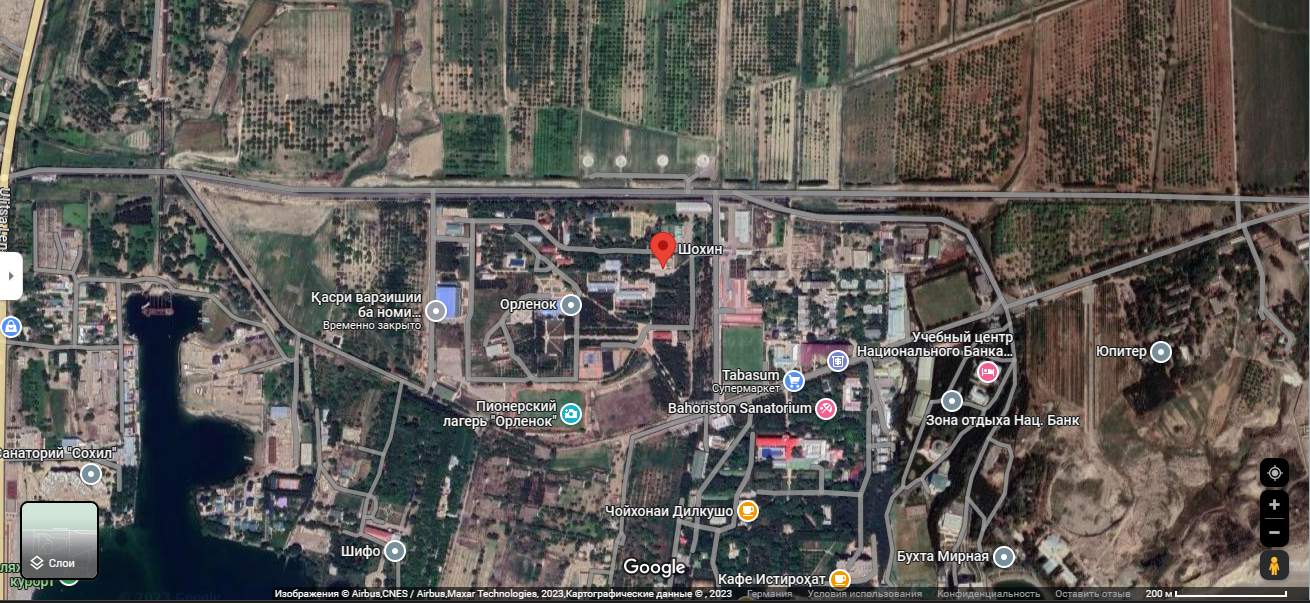 Шохин
Қасри варзишии
ба номи...
Временно закрыто
Орленок
Учебный центр
Национального Банка...
Юпитер
Tabasum
Супермаркет
Пионерский
лагерь "Орленок"
Bahoriston Sanatorium
Зона отдыха Нац. Банк
Санаторий "Сохил"
Чойхонаи Дилкушо
Шифо
Бухта Мирная
Слои
курорт
Google
Кафе Истироҳат
Изображения © Airbus,CNES / Airbus,Maxar Technologies, 2023,Картографические данные © , 2023
Германия
Условия использования
Конфиденциальность
Оставить отзыв
200 м